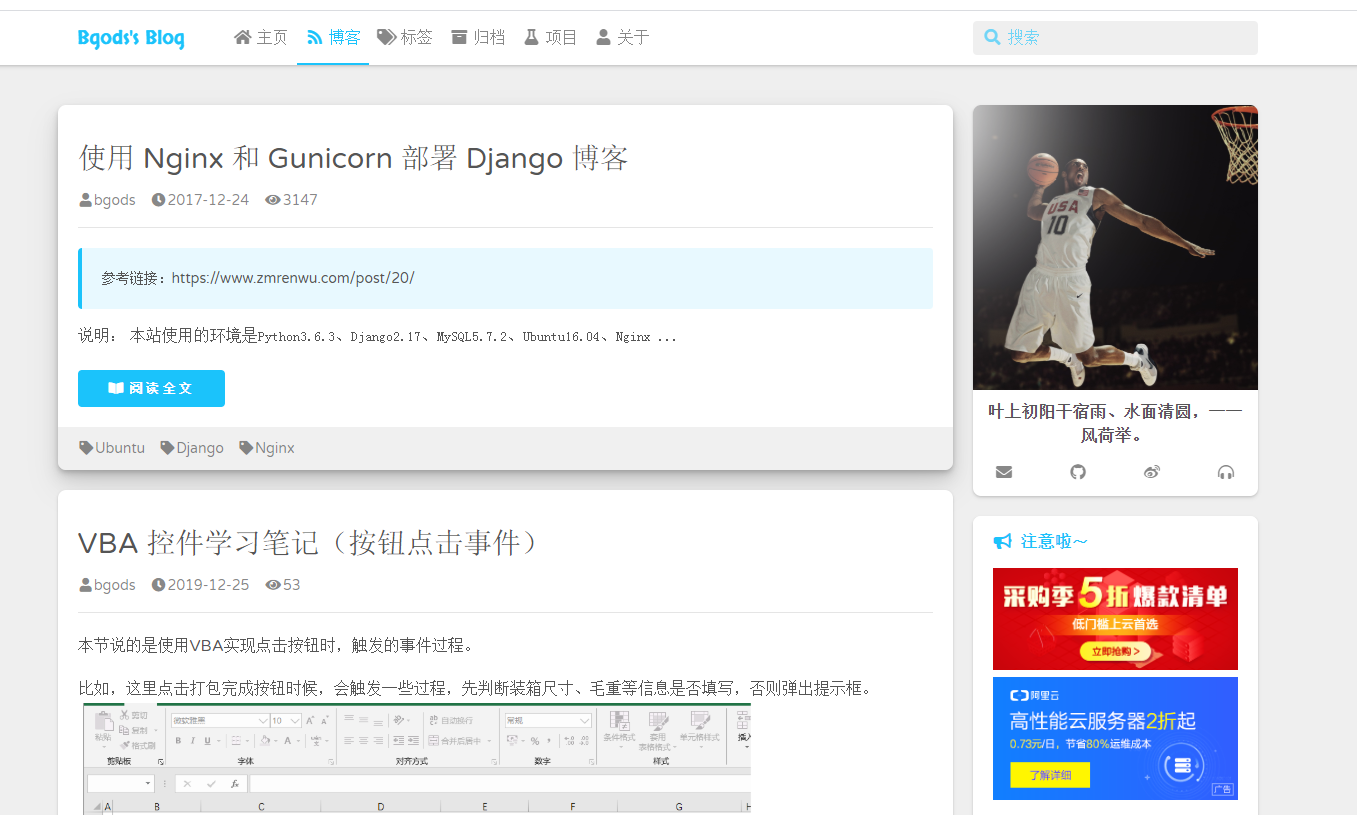 Bgods's Blog
主页 博客 标签 归档 项目 关于
搜索
使用 Nginx 和 Gunicorn 部署 Django 博客
bgods 2017-12-24 3147
参考链接：https://www.zmrenwu.com/post/20/
说明： 本站使用的环境是Python3.6.3、Django2.17、MySQL5.7.2、Ubuntu16.04、Nginx ...
阅读全文
Ubuntu Django Nginx
VBA 控件学习笔记（按钮点击事件）
bgods 2019-12-25 53
本节说的是使用VBA实现点击按钮时，触发的事件过程。
比如，这里点击打包完成按钮时候，会触发一些过程，先判断装箱尺寸、毛重等信息是否填写，否则弹出提示框。
剪切
复制
格式刷
粘贴
剪贴板
微软雅黑 10
B I U
字体
自动换行
合并后居中
对齐方式
常规
%
数字
条件格式
套用
表格格式
单元格样式
样式
插入
fx
A B C D E F G H
USA
10
叶上初阳干宿雨、水面清圆，一一
风荷举。
注意啦~
采购季5折爆款清单
低门槛上云首选
立即抢购 >
阿里云
高性能云服务器2折起
0.73元/日，节省80%运维成本
了解详细
广告